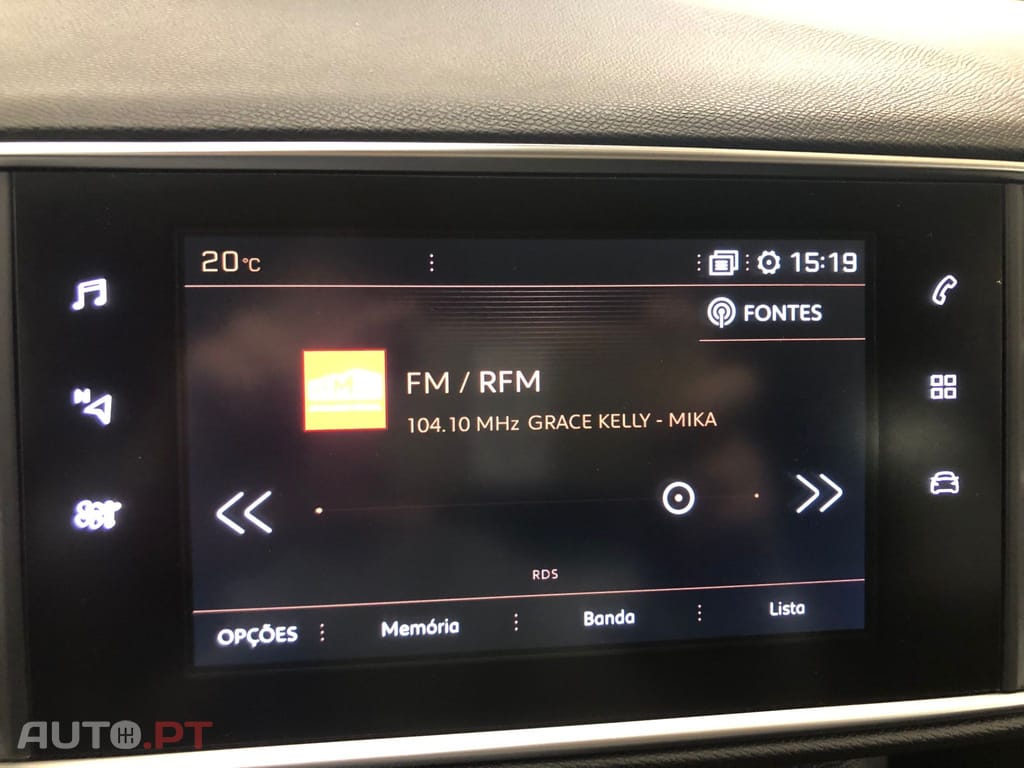 20°C
15:19
FONTES
FM / RFM
104.10 MHz GRACE KELLY - MIKA
RDS
OPÇÕES Memória Banda Lista
AUTO.PT